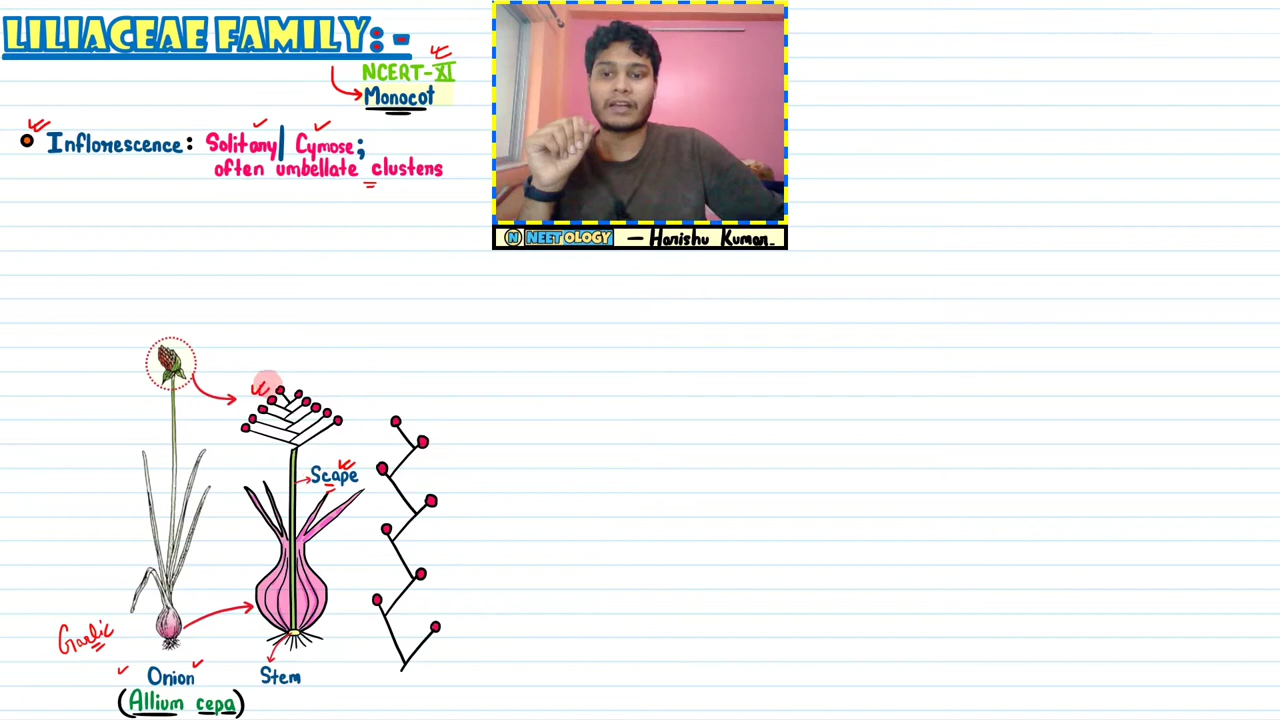 LILIACEAE FAMILY:-
NCERT-XI
Monocot
Inflorescence: Solitary/ Cymose;
often umbellate clusters
N NEETOLOGY - Harishu Kumar
Scape
Garlic
Onion
(Allium cepa)
Stem